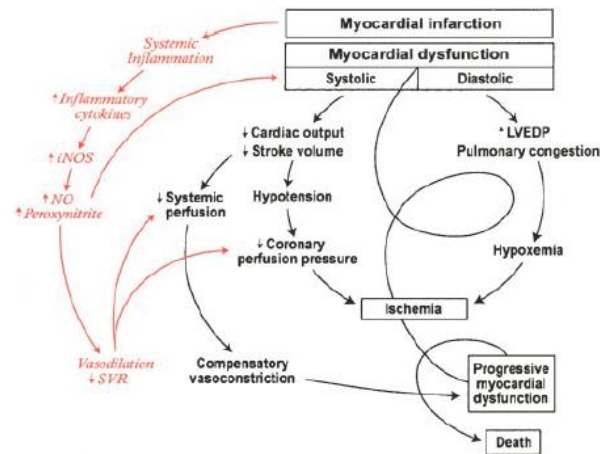 Myocardial infarction
Systemic
Inflammation
Myocardial dysfunction
Systolic
Diastolic
↑Inflammatory
cytokines
↓ Cardiac output
↓ Stroke volume
↑ LVEDP
Pulmonary congestion
↑ iNOS
↑NO
↑ Peroxynitrite
↓ Systemic
perfusion
Hypotension
↓ Coronary
perfusion pressure
Hypoxemia
Ischemia
Vasodilation
↓ SVR
Compensatory
vasoconstriction
Progressive
myocardial
dysfunction
Death